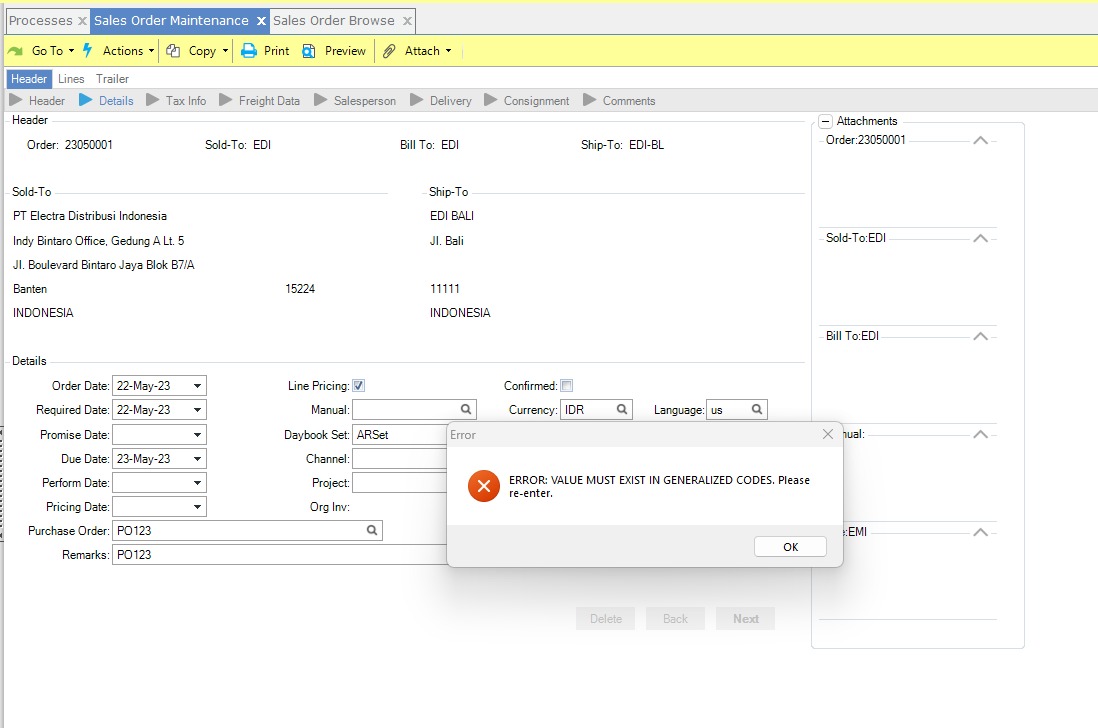 Processes Sales Order Maintenance Sales Order Browse
Go To Actions Copy Print Preview Attach
Header Lines Trailer
Header Details Tax Info Freight Data Salesperson Delivery Consignment Comments
Header
Order: 23050001 Sold-To: EDI Bill To: EDI Ship-To: EDI-BL
Sold-To Ship-To
PT Electra Distribusi Indonesia EDI BALI
Indy Bintaro Office, Gedung A Lt. 5 Jl. Bali
Jl. Boulevard Bintaro Jaya Blok B7/A
Banten 15224 11111
INDONESIA INDONESIA
Details
Order Date: 22-May-23 Line Pricing: Confirmed:
Required Date: 22-May-23 Manual: Currency: IDR Language: us
Promise Date: Daybook Set: ARSet
Due Date: 23-May-23 Channel:
Perform Date: Project:
Pricing Date: Org Inv:
Purchase Order: PO123
Remarks: PO123
Error
ERROR: VALUE MUST EXIST IN GENERALIZED CODES. Please
re-enter.
OK
Delete Back Next
Attachments
Order:23050001
Sold-To:EDI
Bill To:EDI
nual:
e:EMI